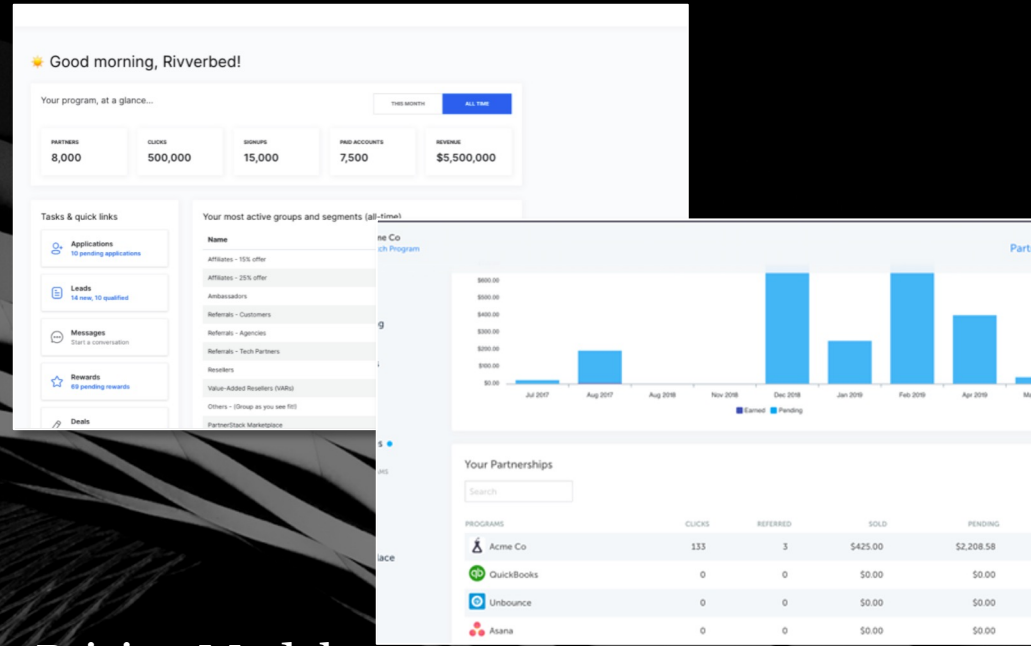 Good morning, Rivverbed!
Your program, at a glance...
THIS MONTH
ALL TIME
PARTNERS
8,000
CLICKS
500,000
SIGNUPS
15,000
PAID ACCOUNTS
7,500
REVENUE
$5,500,000
Tasks & quick links
Applications
10 pending applications
Leads
14 new, 10 qualified
Messages
Start a conversation
Rewards
69 pending rewards
Deals
Your most active groups and segments (all-time)
Name
Affiliates - 15% offer
Affiliates - 25% offer
Ambassadors
Referrals - Customers
Referrals - Agencies
Referrals - Tech Partners
Resellers
Value-Added Resellers (VARs)
Others - (Group as you see fit!)
PartnerStack Marketplace
me Co
ch Program
Part
g
s
lace
$600.00
$500.00
$400.00
$300.00
$200.00
$100.00
$0.00
Jul 2017 Aug 2017 Aug 2018 Nov 2018 Dec 2018 Jan 2019 Feb 2019 Apr 2019
Earned Pending
Your Partnerships
Search
PROGRAMS CLICKS REFERRED SOLD PENDING
Acme Co 133 3 $425.00 $2,208.58
qb QuickBooks 0 0 $0.00 $0.00
Unbounce 0 0 $0.00 $0.00
Asana 0 0 $0.00 $0.00